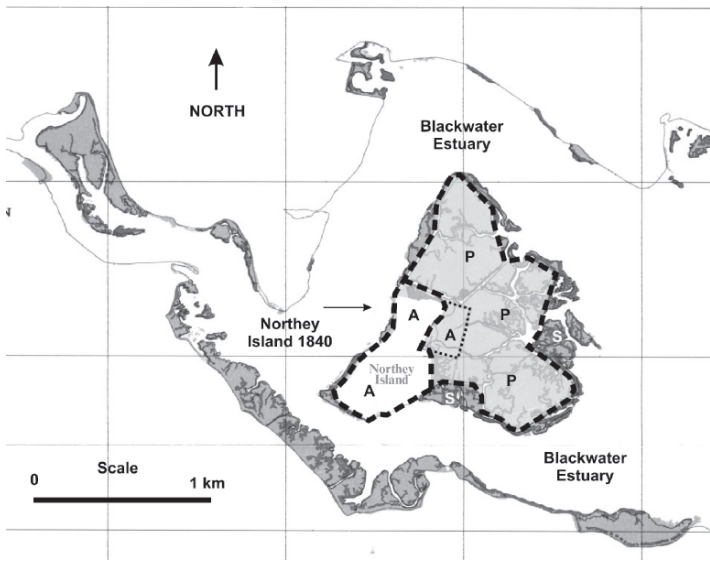 NORTH
Blackwater
Estuary
N
P
Northey
Island 1840
A
A
P
S
Northey
Island
A
P
S
Scale
0
1 km
Blackwater
Estuary